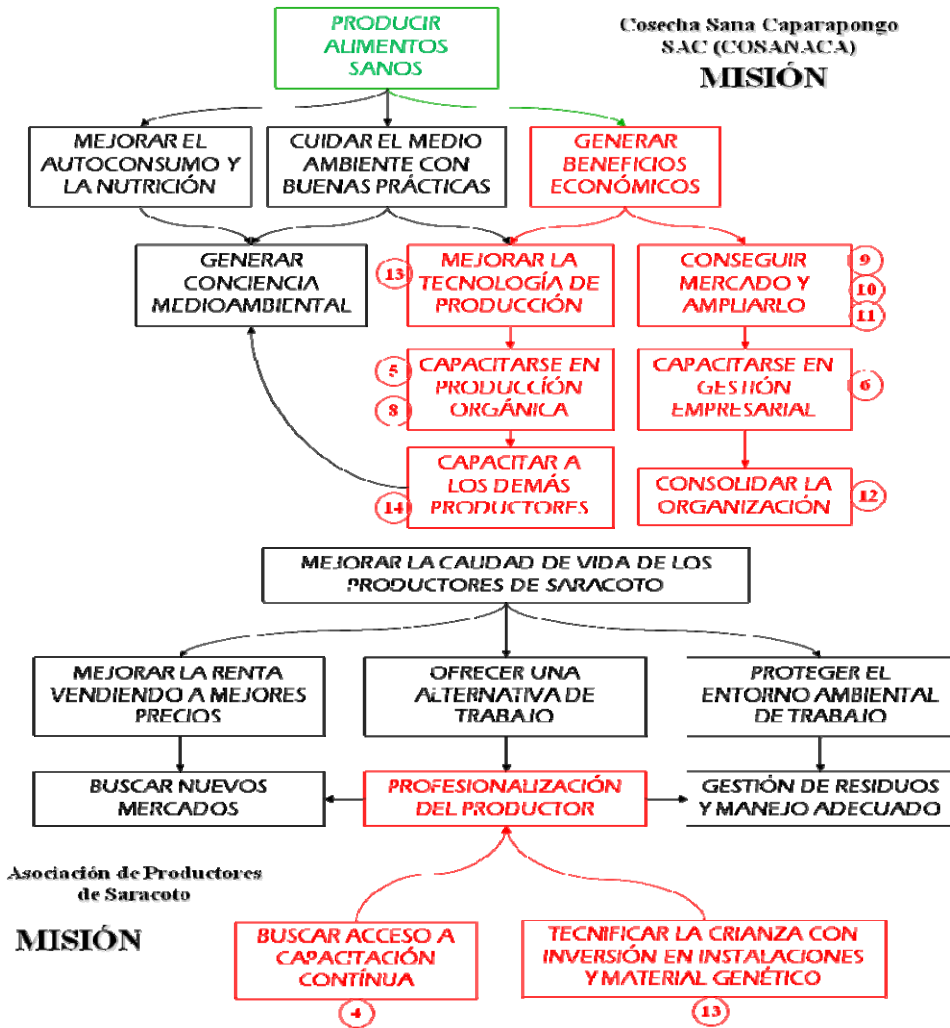 PRODUCIR
ALIMENTOS
SANOS
Cosecha Sana Caparapongo
SAC (COSANACA)
MISIÓN
MEJORAR EL
AUTOCONSUMO Y
LA NUTRICIÓN
CUIDAR EL MEDIO
AMBIENTE CON
BUENAS PRÁCTICAS
GENERAR
BENEFICIOS
ECONÓMICOS
GENERAR
CONCIENCIA
MEDIOAMBIENTAL
13
MEJORAR LA
TECNOLOGÍA DE
PRODUCCIÓN
CONSEGUIR
MERCADO Y
AMPLIARLO
9
10
11
5
8
CAPACITARSE EN
PRODUCCÍÓN
ORGÁNICA
CAPACITARSE EN
GESTIÓN
EMPRESARIAL
6
14
CAPACITAR A
LOS DEMÁS
PRODUCTORES
CONSOLIDAR LA
ORGANIZACIÓN
12
MEJORAR LA CALIDAD DE VIDA DE LOS
PRODUCTORES DE SARACOTO
MEJORAR LA RENTA
VENDIENDO A MEJORES
PRECIOS
OFRECER UNA
ALTERNATIVA DE
TRABAJO
PROTEGER EL
ENTORNO AMBIENTAL
DE TRABAJO
BUSCAR NUEVOS
MERCADOS
PROFESIONALIZACIÓN
DEL PRODUCTOR
GESTIÓN DE RESIDUOS
Y MANEJO ADECUADO
Asociación de Productores
de Saracoto
MISIÓN
BUSCAR ACCESO A
CAPACITACIÓN
CONTÍNUA
4
TECNIFICAR LA CRIANZA CON
INVERSIÓN EN INSTALACIONES
Y MATERIAL GENÉTICO
13